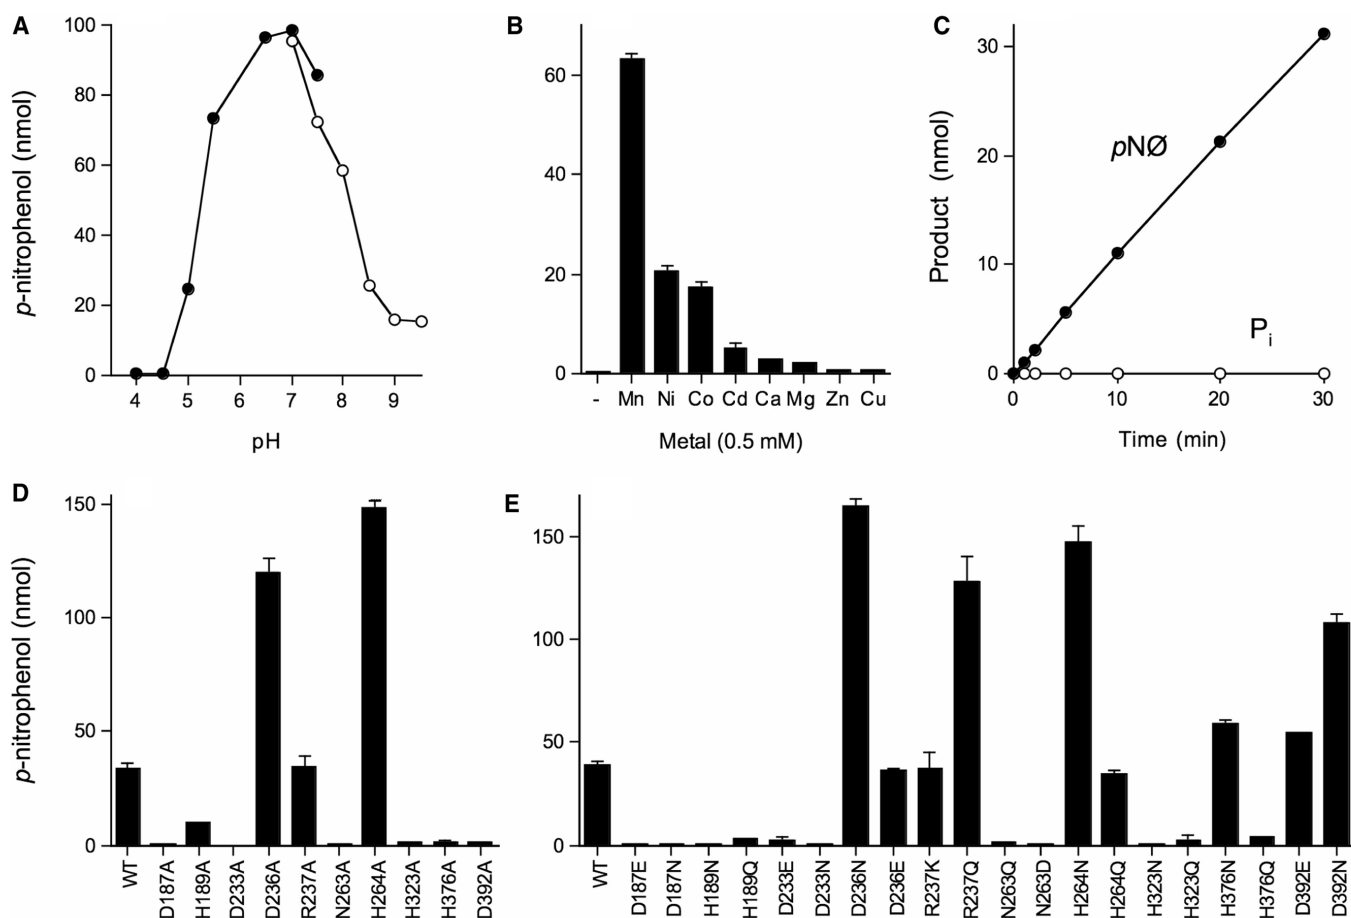 A
p-nitrophenol (nmol)
100
80
60
40
20
0
4 5 6 7 8 9
pH
B
60
40
20
0
- Mn Ni Co Cd Ca Mg Zn Cu
Metal (0.5 mM)
C
Product (nmol)
30
20
10
0
pNØ
Pi
0 10 20 30
Time (min)
D
p-nitrophenol (nmol)
150
100
50
0
WT D187A H189A D233A D236A R237A N263A H264A H323A H376A D392A
E
150
100
50
0
WT D187E D187N H189N H189Q D233E D233N D236N D236E R237K R237Q N263Q N263D H264N H264Q H323N H323Q H376N H376Q D392E D392N